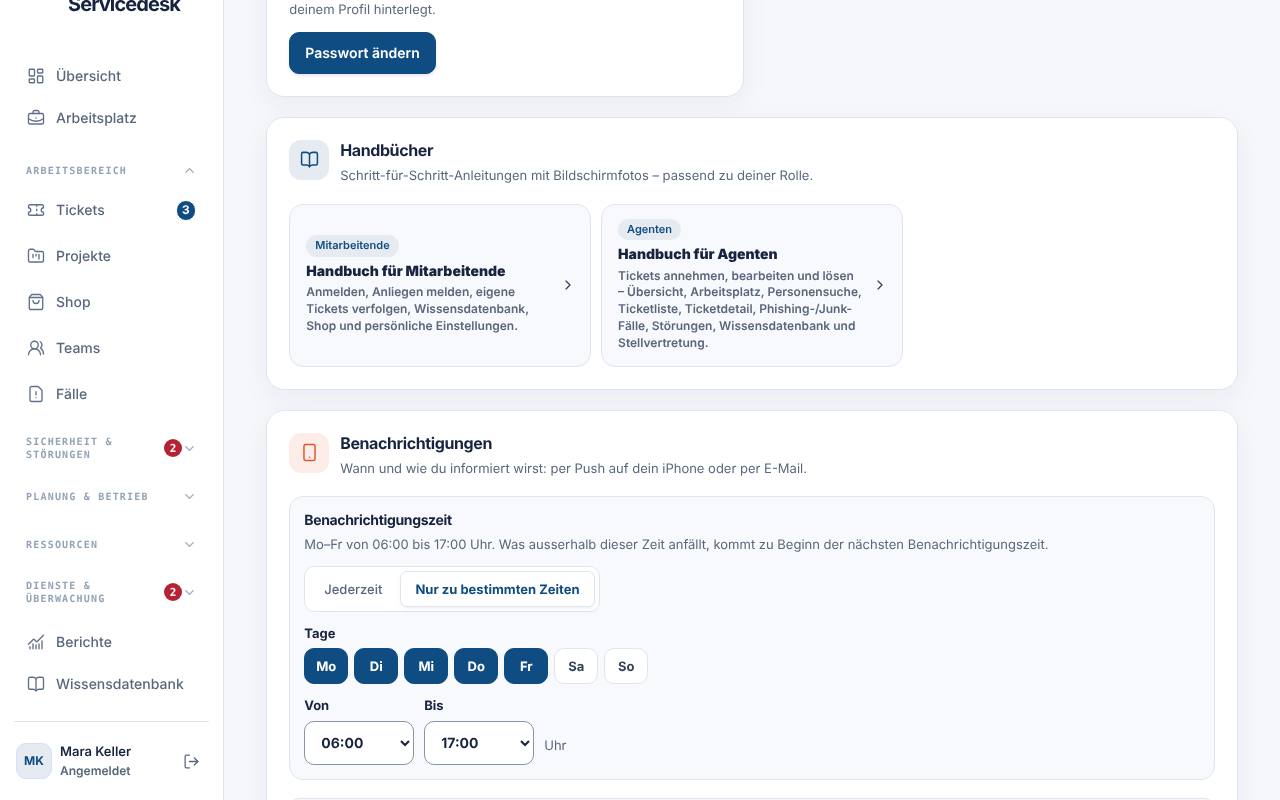 Servicedesk
Übersicht
Arbeitsplatz
ARBEITSBEREICH
Tickets 3
Projekte
Shop
Teams
Fälle
SICHERHEIT &
STÖRUNGEN 2
PLANUNG & BETRIEB
RESSOURCEN
DIENSTE &
ÜBERWACHUNG 2
Berichte
Wissensdatenbank
MK
Mara Keller
Angemeldet
deinem Profil hinterlegt.
Passwort ändern
Handbücher
Schritt-für-Schritt-Anleitungen mit Bildschirmfotos – passend zu deiner Rolle.
Mitarbeitende
Handbuch für Mitarbeitende
Anmelden, Anliegen melden, eigene
Tickets verfolgen, Wissensdatenbank,
Shop und persönliche Einstellungen.
Agenten
Handbuch für Agenten
Tickets annehmen, bearbeiten und lösen
– Übersicht, Arbeitsplatz, Personensuche,
Ticketliste, Ticketdetail, Phishing-/Junk-
Fälle, Störungen, Wissensdatenbank und
Stellvertretung.
Benachrichtigungen
Wann und wie du informiert wirst: per Push auf dein iPhone oder per E-Mail.
Benachrichtigungszeit
Mo–Fr von 06:00 bis 17:00 Uhr. Was ausserhalb dieser Zeit anfällt, kommt zu Beginn der nächsten Benachrichtigungszeit.
Jederzeit Nur zu bestimmten Zeiten
Tage
Mo Di Mi Do Fr Sa So
Von Bis
06:00 17:00 Uhr